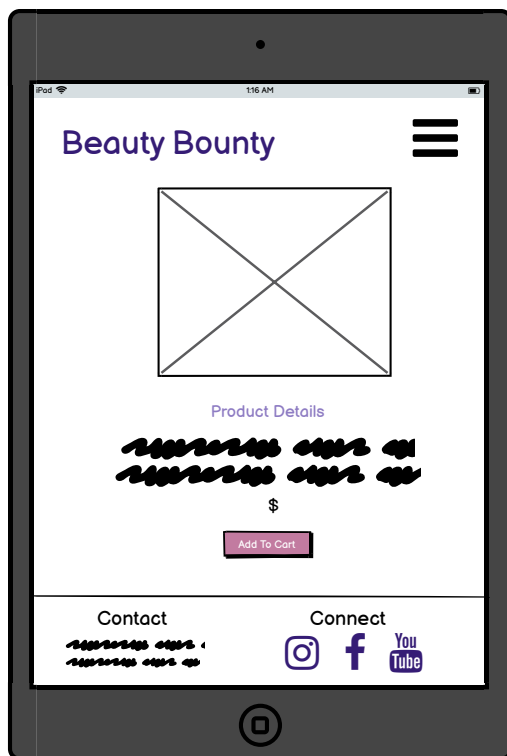 iPad 1:16 AM
Beauty Bounty
Product Details
$
Add To Cart
Contact Connect
You
Tube